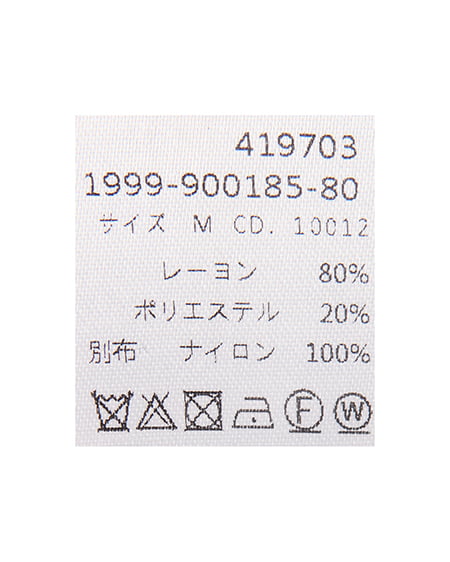 419703
1999-900185-80
サイズ M CD. 10012
レーヨン 80%
ポリエステル 20%
別布 ナイロン 100%
F W